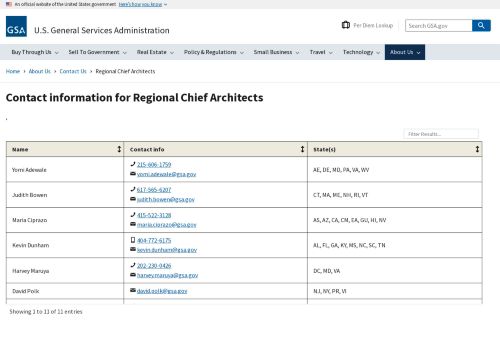 An official website of the United States government Here's how you know
GSA U.S. General Services Administration
Per Diem Lookup
Search GSA.gov
Buy Through Us Sell To Government Real Estate Policy & Regulations Small Business Travel Technology About Us
Home › About Us › Contact Us › Regional Chief Architects
Contact information for Regional Chief Architects
.
Filter Results...
Name Contact info State(s)
Yomi Adewale 215-606-1759 AE, DE, MD, PA, VA, WV
yomi.adewale@gsa.gov
Judith Bowen 617.565-6207 CT, MA, ME, NH, RI, VT
judith.bowen@gsa.gov
Maria Ciprazo 415-522-3128 AS, AZ, CA, CM, EA, GU, HI, NV
maria.ciprazo@gsa.gov
Kevin Dunham 404-772-6175 AL, FL, GA, KY, MS, NC, SC, TN
kevin.dunham@gsa.gov
Harvey Maruya 202-230-0426 DC, MD, VA
harvey.maruya@gsa.gov
David Polk david.polk@gsa.gov NJ, NY, PR, VI
Showing 1 to 11 of 11 entries